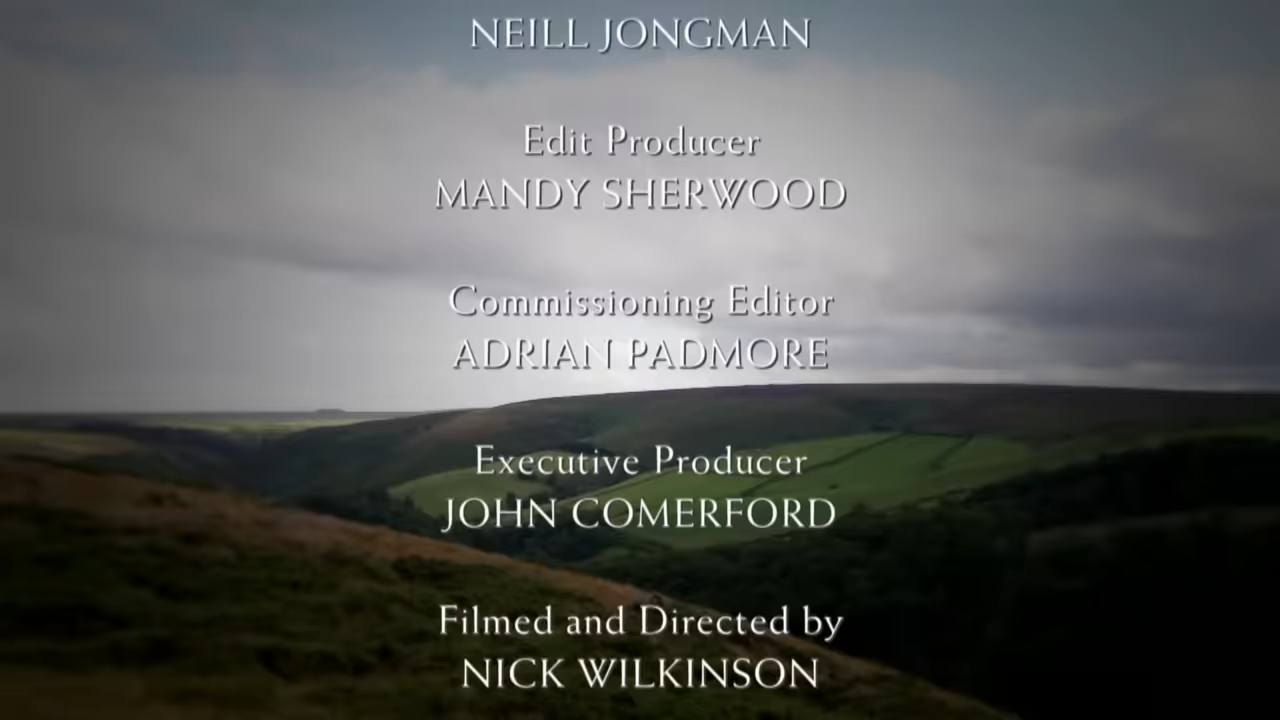 NEILL JONGMAN
Edit Producer
MANDY SHERWOOD
Commissioning Editor
ADRIAN PADMORE
Executive Producer
JOHN COMERFORD
Filmed and Directed by
NICK WILKINSON